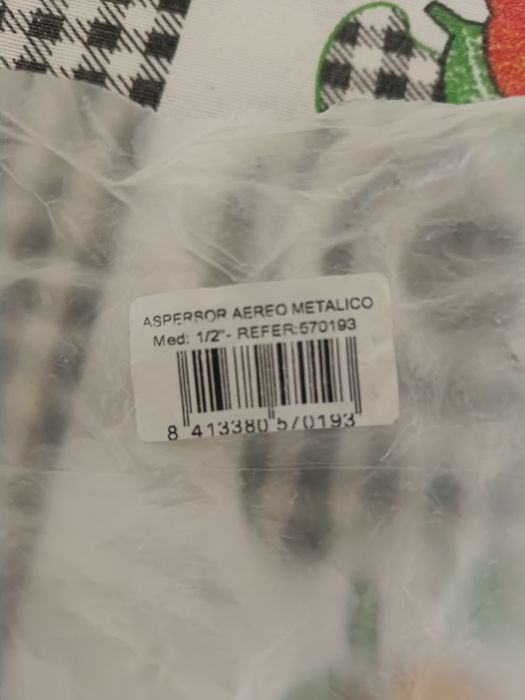 ASPERSOR AEREO METALICO
Med: 1/2"- REFER:570193
8 413380 570193